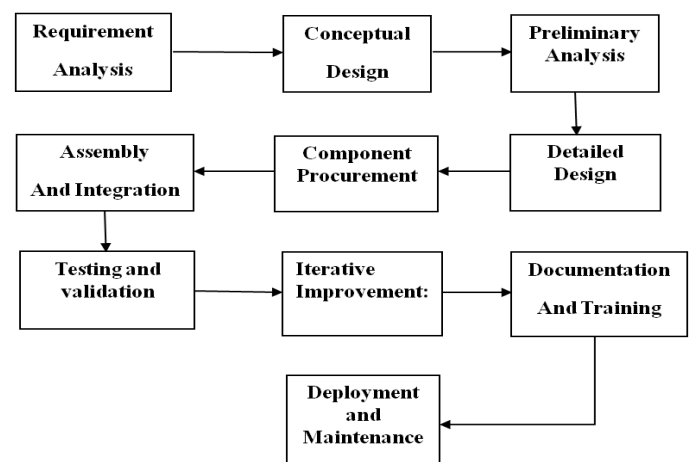 Requirement
Analysis
Conceptual
Design
Preliminary
Analysis
Detailed
Design
Component
Procurement
Assembly
And Integration
Testing and
validation
Iterative
Improvement:
Documentation
And Training
Deployment
and
Maintenance